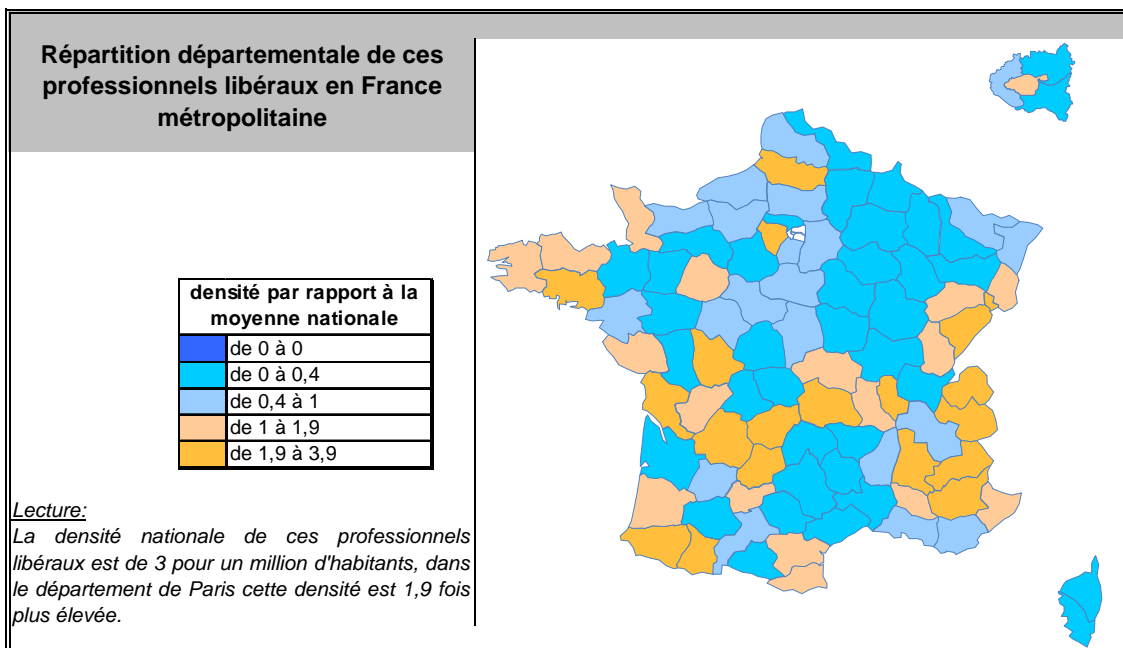 Répartition départementale de ces
professionnels libéraux en France
métropolitaine
densité par rapport à la
moyenne nationale
de 0 à 0
de 0 à 0,4
de 0,4 à 1
de 1 à 1,9
de 1,9 à 3,9
Lecture:
La densité nationale de ces professionnels
libéraux est de 3 pour un million d'habitants, dans
le département de Paris cette densité est 1,9 fois
plus élevée.